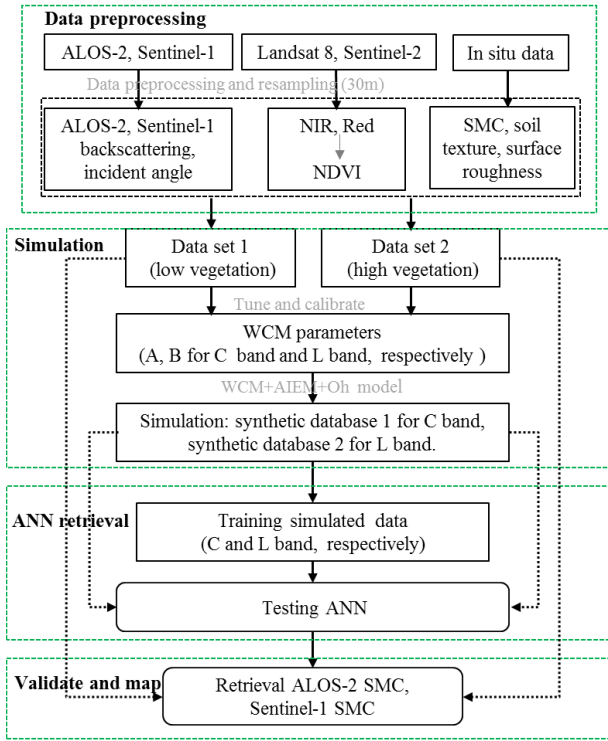 Data preprocessing
ALOS-2, Sentinel-1
Landsat 8, Sentinel-2
In situ data
Data preprocessing and resampling (30m)
ALOS-2, Sentinel-1
backscattering,
incident angle
NIR, Red
NDVI
SMC, soil
texture, surface
roughness
Simulation
Data set 1
(low vegetation)
Data set 2
(high vegetation)
Tune and calibrate
WCM parameters
(A, B for C band and L band, respectively )
WCM+AIEM+Oh model
Simulation: synthetic database 1 for C band,
synthetic database 2 for L band.
ANN retrieval
Training simulated data
(C and L band, respectively)
Testing ANN
Validate and map
Retrieval ALOS-2 SMC,
Sentinel-1 SMC